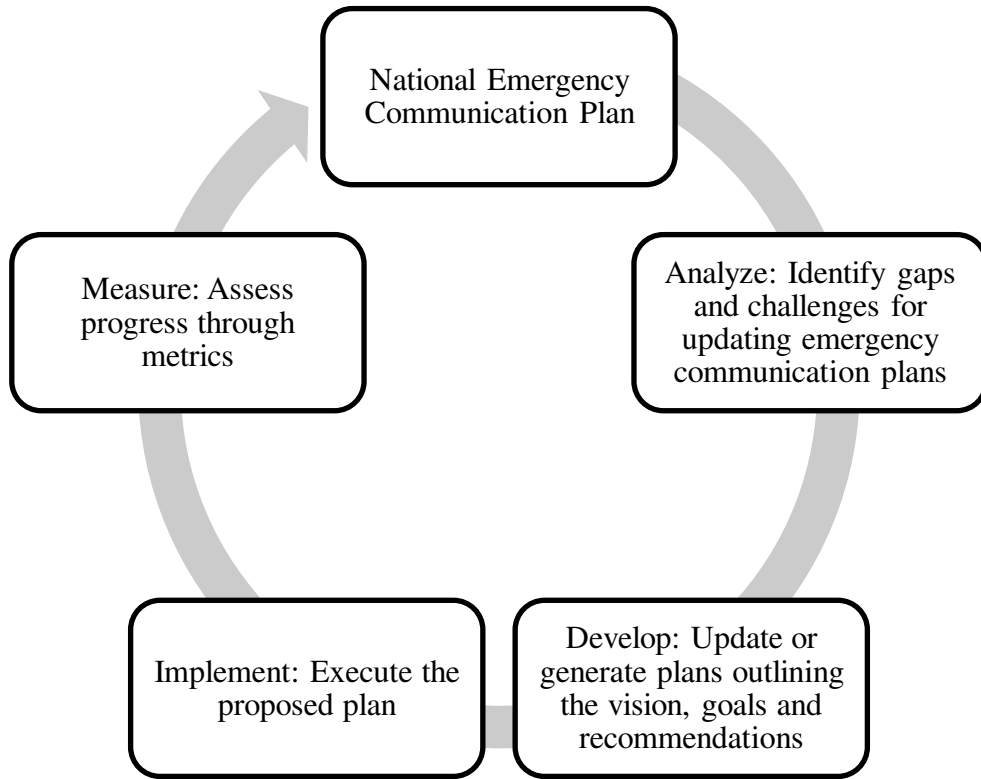 National Emergency
Communication Plan
Analyze: Identify gaps
and challenges for
updating emergency
communication plans
Develop: Update or
generate plans outlining
the vision, goals and
recommendations
Implement: Execute the
proposed plan
Measure: Assess
progress through
metrics